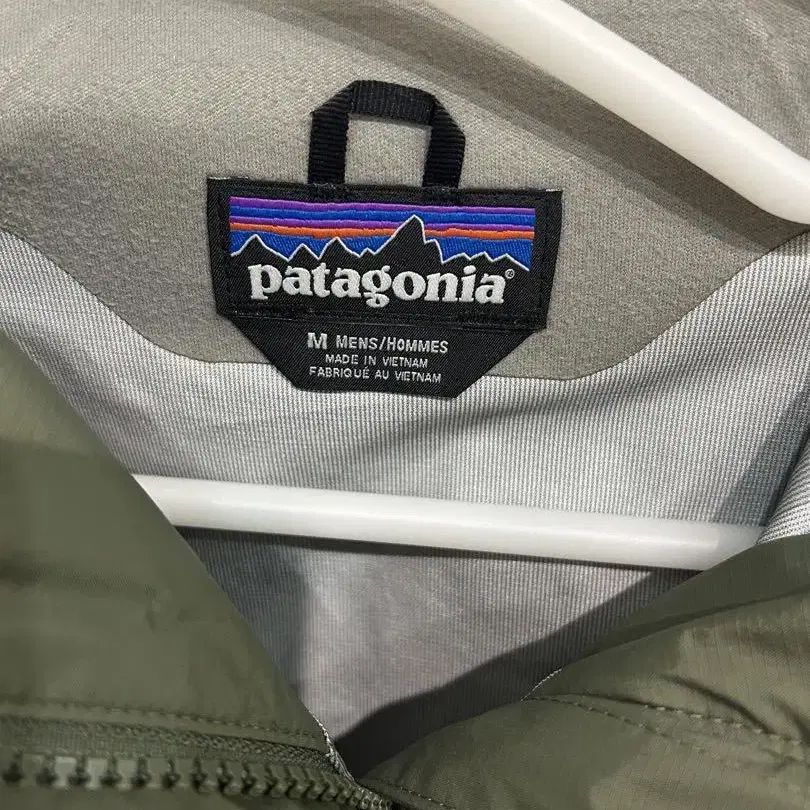 patagonia®
M MENS/HOMMES
MADE IN VIETNAM
FABRIQUÉ AU VIETNAM